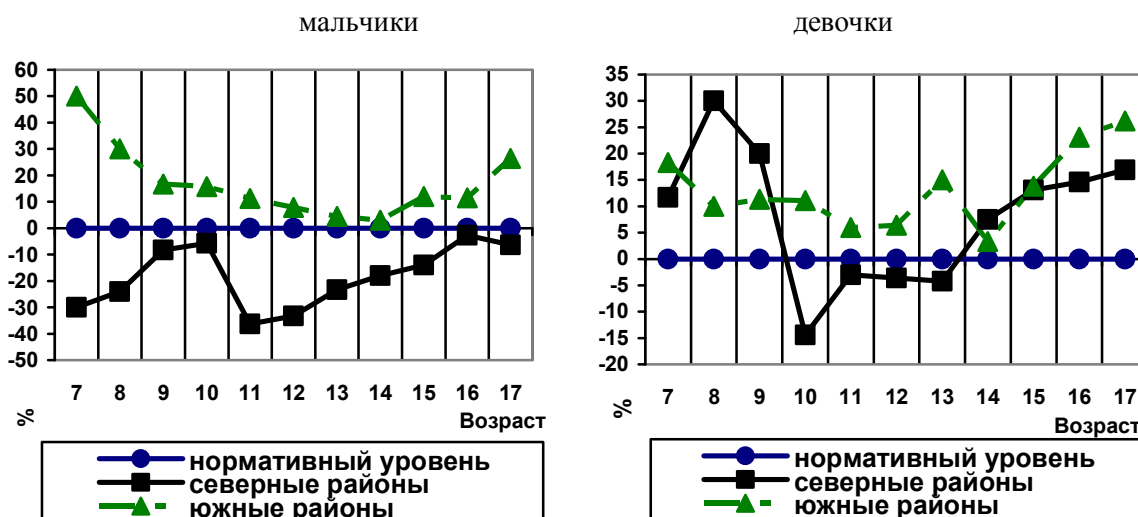 мальчики
60
50
40
30
20
10
0
-10
-20
-30
-40
-50
7 8 9 10 11 12 13 14 15 16 17
%
Возраст
нормативный уровень
северные районы
южные районы
девочки
35
30
25
20
15
10
5
0
-5
-10
-15
-20
7 8 9 10 11 12 13 14 15 16 17
%
Возраст
нормативный уровень
северные районы
южные районы